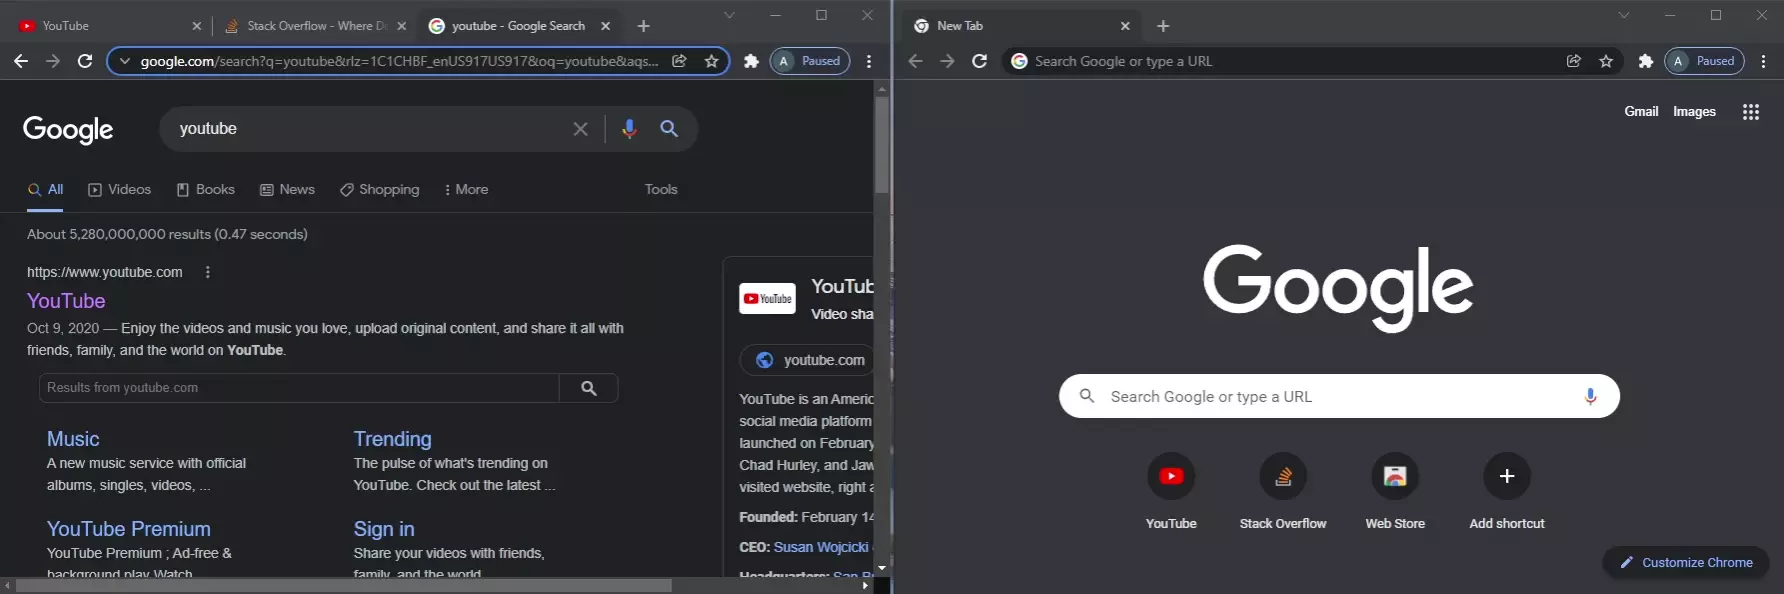 YouTube
Stack Overflow - Where De
youtube - Google Search
google.com/search?q=youtube&rlz=1C1CHBF_enUS917US917&oq=youtube&aqs...
A Paused
Google
youtube
All Videos Books News Shopping More Tools
About 5,280,000,000 results (0.47 seconds)
https://www.youtube.com
YouTube
Oct 9, 2020 — Enjoy the videos and music you love, upload original content, and share it all with
friends, family, and the world on YouTube.
Results from youtube.com
Music
A new music service with official
albums, singles, videos, ...
Trending
The pulse of what's trending on
YouTube. Check out the latest ...
YouTube Premium
YouTube Premium ; Ad-free &
background play Watch
Sign in
Share your videos with friends,
family, and the world
YouTube
YouTub
Video sha
youtube.com
YouTube is an Americ
social media platform
launched on February
Chad Hurley, and Jaw
visited website, right a
Founded: February 14
CEO: Susan Wojcicki
Headquarters: San Br
New Tab
Search Google or type a URL
A Paused
Gmail Images
Google
Search Google or type a URL
YouTube
Stack Overflow
Web Store
Add shortcut
Customize Chrome